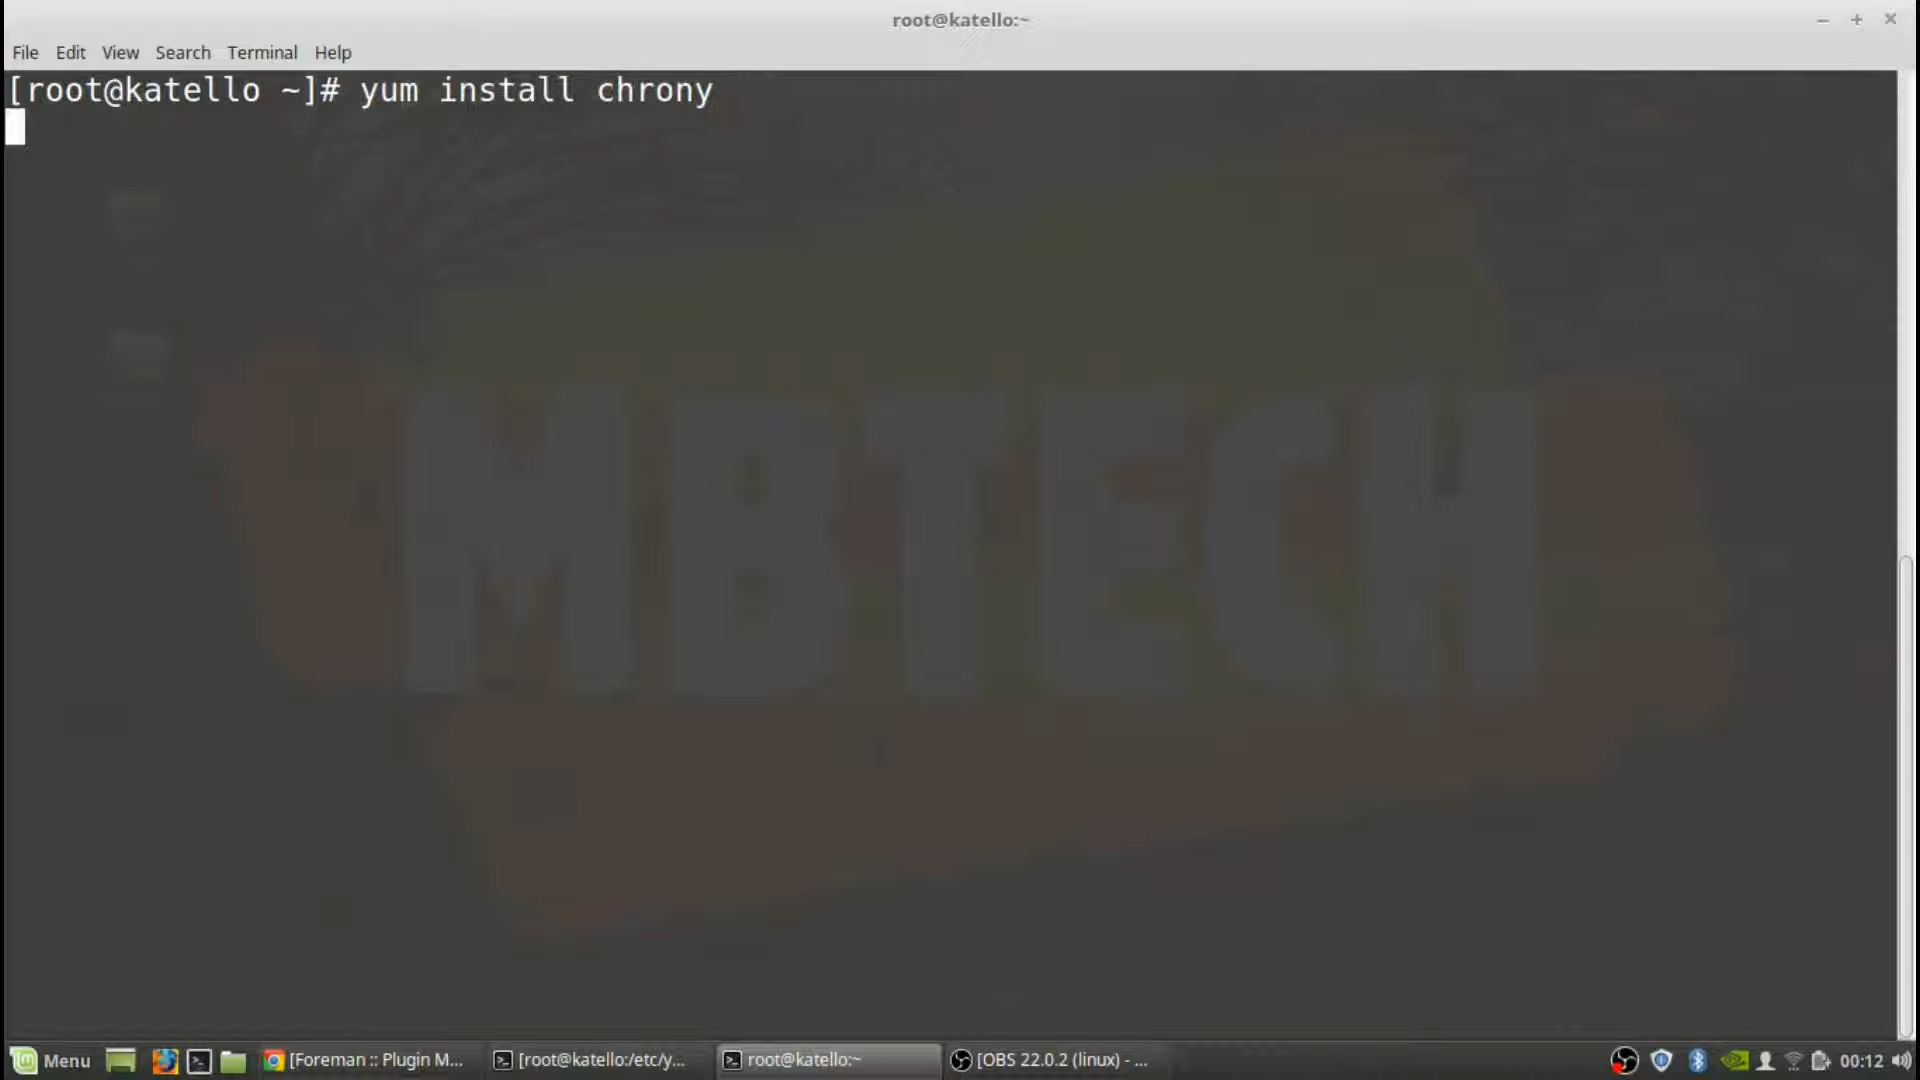 root@katello:~
File Edit View Search Terminal Help
[root@katello ~]# yum install chrony
MBTECH
Menu [Foreman :: Plugin M... [root@katello:/etc/y... root@katello:~ [OBS 22.0.2 (linux) - ... 00:12